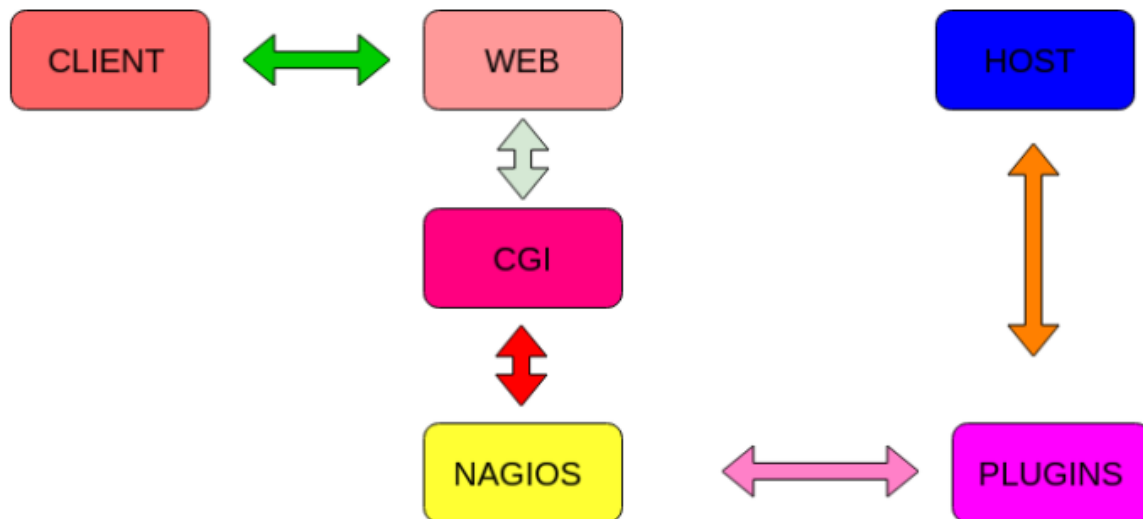 CLIENT
WEB
HOST
CGI
NAGIOS
PLUGINS